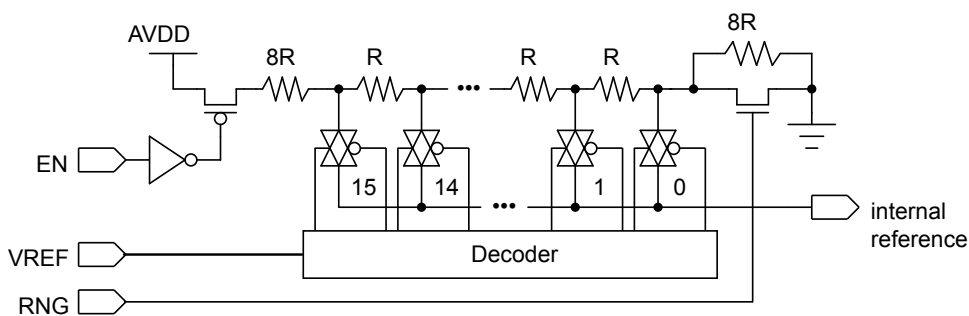 8R
AVDD
8R
R
•••
R
R
EN
15
14
1
0
•••
internal
reference
VREF
Decoder
RNG